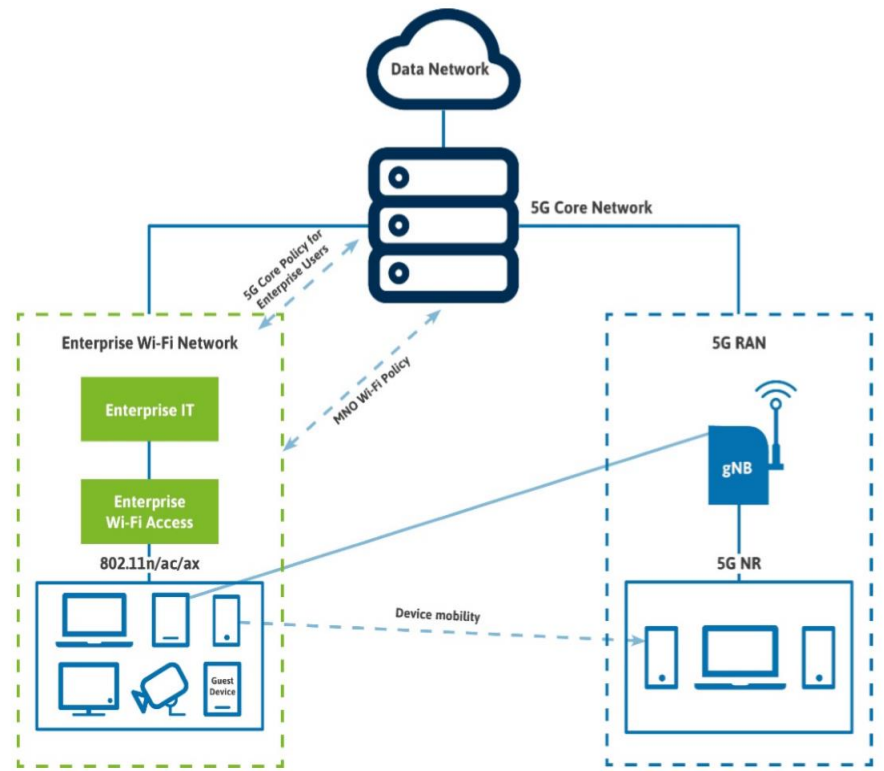 Data Network
5G Core Network
5G Core Policy for
Enterprise Users
MNO Wi-Fi Policy
Enterprise Wi-Fi Network
Enterprise IT
Enterprise
Wi-Fi Access
802.11n/ac/ax
Guest
Device
Device mobility
5G RAN
gNB
5G NR